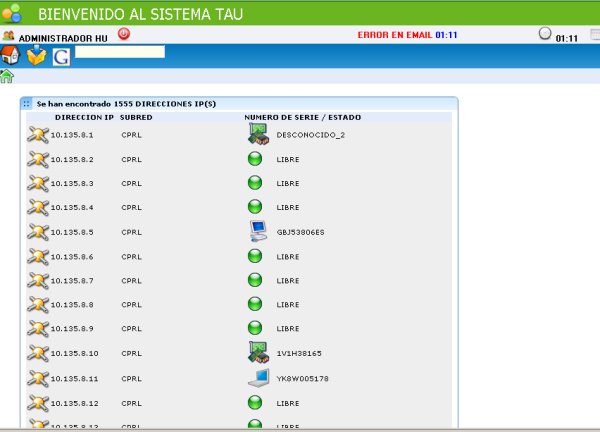 BIENVENIDO AL SISTEMA TAU
ADMINISTRADOR HU ERROR EN EMAIL 01:11 01:11
G
Se han encontrado 1555 DIRECCIONES IP(S)
DIRECCION IP SUBRED NUMERO DE SERIE / ESTADO
10.135.8.1 CPRL DESCONOCIDO_2
10.135.8.2 CPRL LIBRE
10.135.8.3 CPRL LIBRE
10.135.8.4 CPRL LIBRE
10.135.8.5 CPRL GBJ53806ES
10.135.8.6 CPRL LIBRE
10.135.8.7 CPRL LIBRE
10.135.8.8 CPRL LIBRE
10.135.8.9 CPRL LIBRE
10.135.8.10 CPRL 1V1H38165
10.135.8.11 CPRL YK8W005178
10.135.8.12 CPRL LIBRE
10.135.8.13 CPRL LIBRE